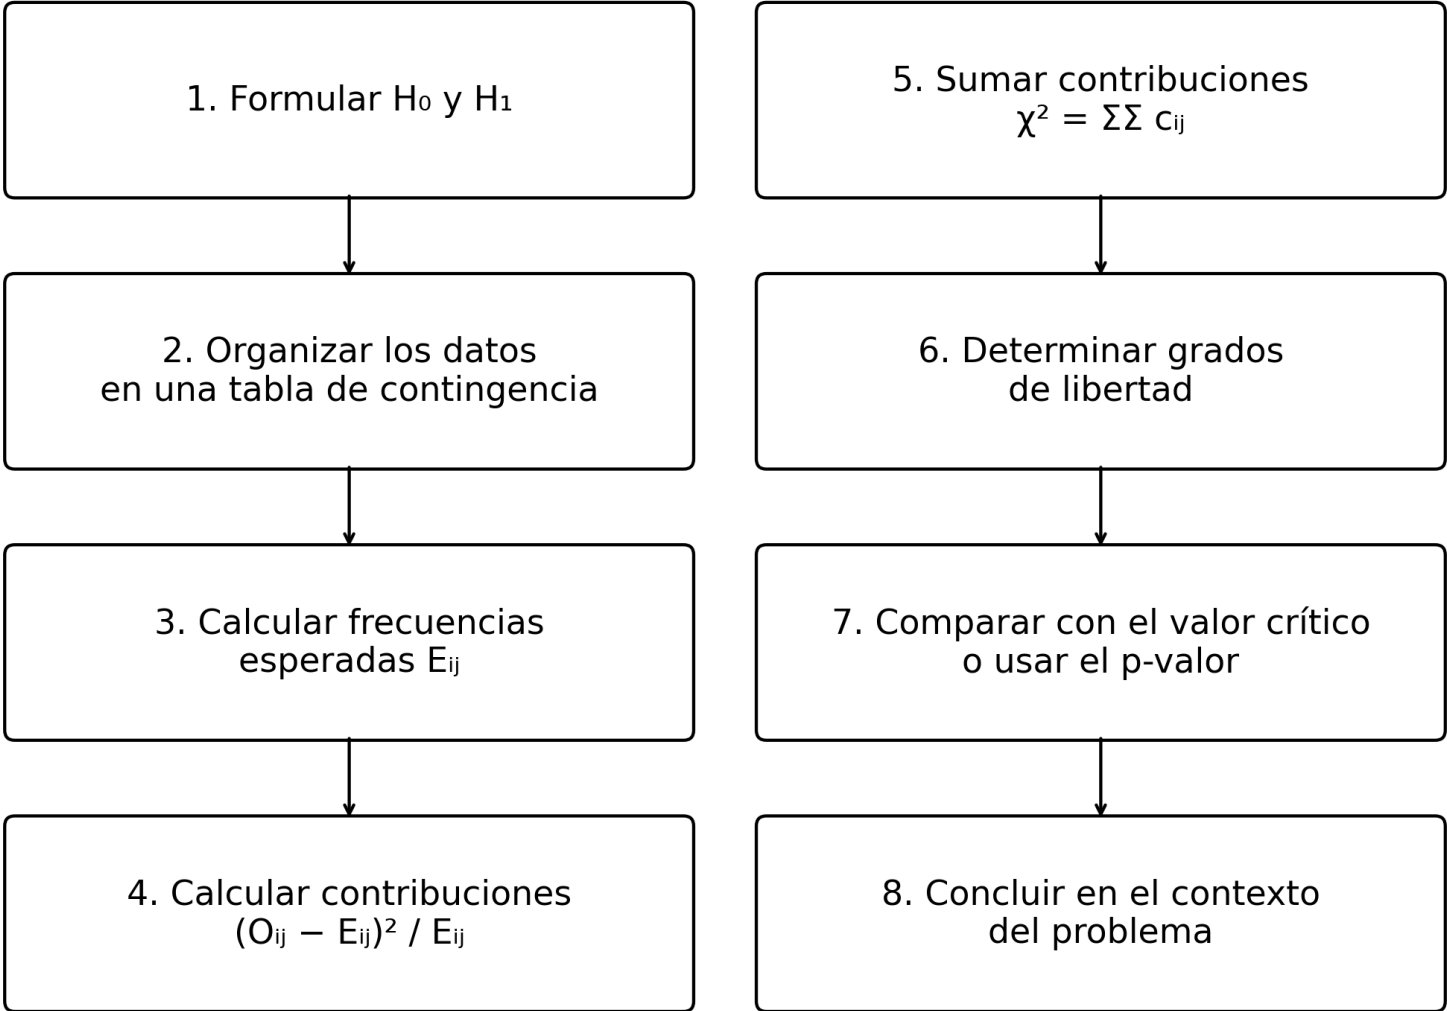 1. Formular H₀ y H₁
2. Organizar los datos
en una tabla de contingencia
3. Calcular frecuencias
esperadas Eᵢⱼ
4. Calcular contribuciones
(Oᵢⱼ − Eᵢⱼ)² / Eᵢⱼ
5. Sumar contribuciones
χ² = ΣΣ cᵢⱼ
6. Determinar grados
de libertad
7. Comparar con el valor crítico
o usar el p-valor
8. Concluir en el contexto
del problema